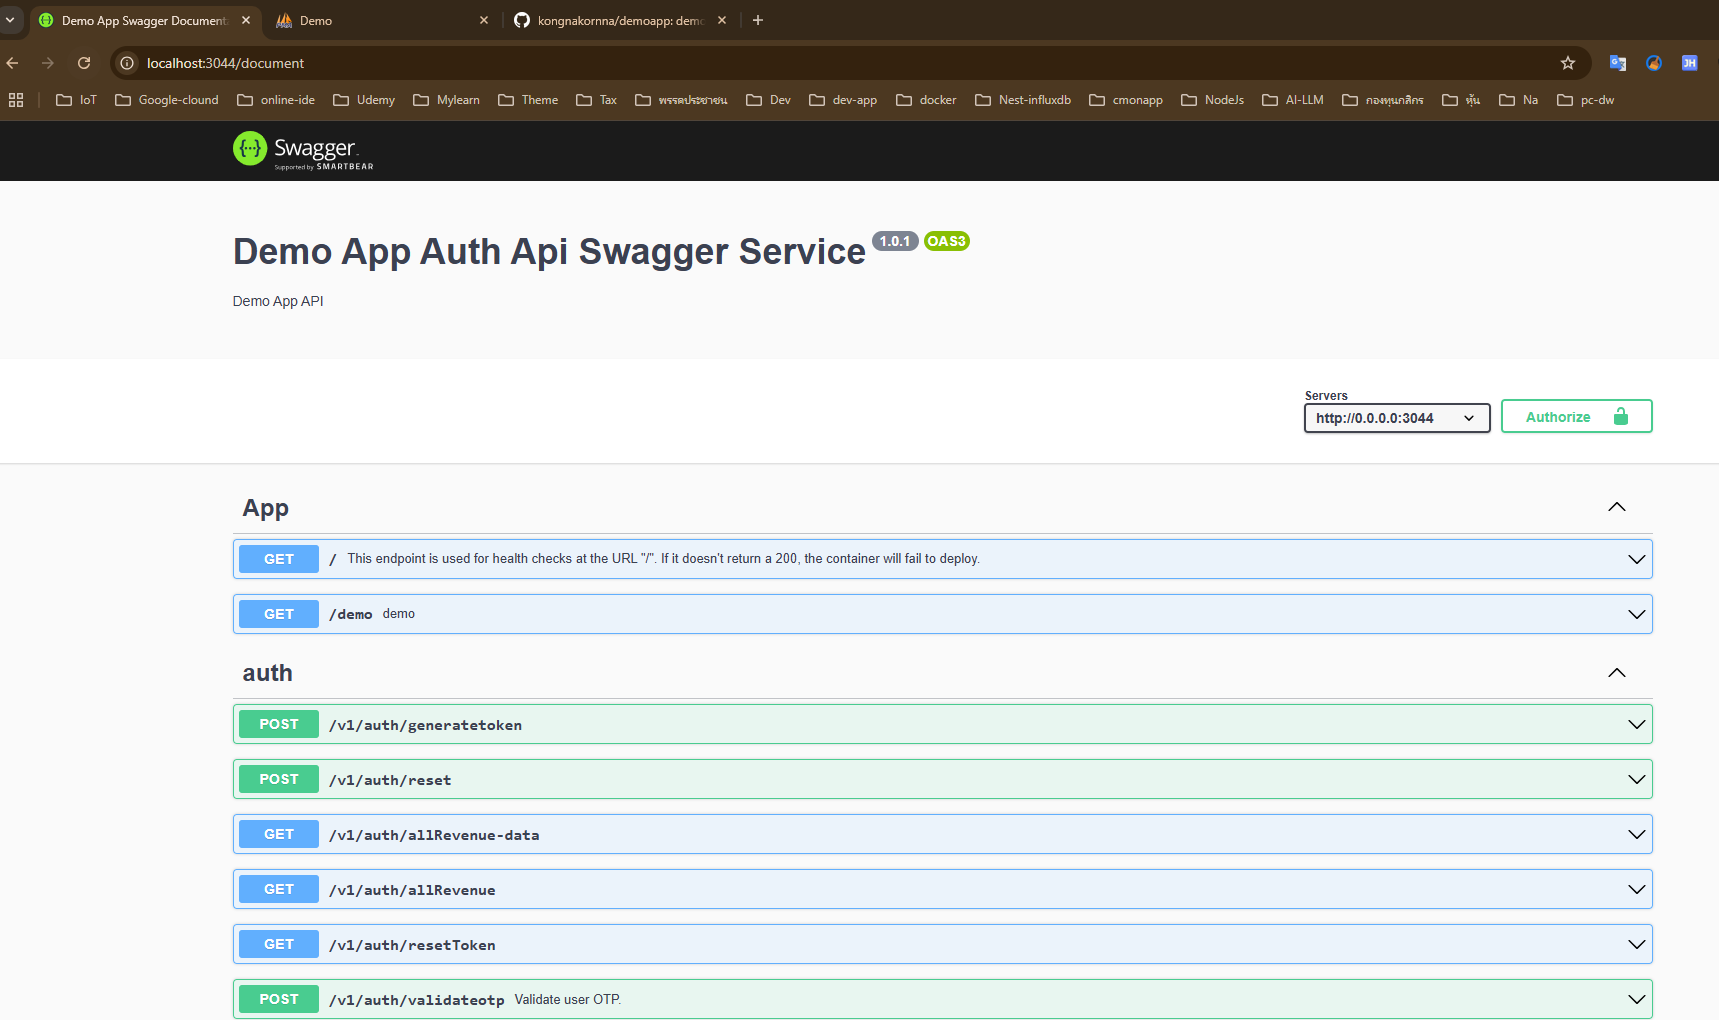 Demo App Swagger Documenta
Demo
kongnakornna/demoapp: demo
localhost:3044/document
IoT
Google-clound
online-ide
Udemy
Mylearn
Theme
Tax
พรรคประชาชน
Dev
dev-app
docker
Nest-influxdb
cmonapp
NodeJs
AI-LLM
กองทุนกสิกร
หุ้น
Na
pc-dw
JH
{···} Swagger
Supported by SMARTBEAR
Demo App Auth Api Swagger Service 1.0.1 OAS3
Demo App API
Servers
http://0.0.0.0:3044
Authorize
App
GET / This endpoint is used for health checks at the URL "/". If it doesn't return a 200, the container will fail to deploy.
GET /demo demo
auth
POST /v1/auth/generatetoken
POST /v1/auth/reset
GET /v1/auth/allRevenue-data
GET /v1/auth/allRevenue
GET /v1/auth/resetToken
POST /v1/auth/validateotp Validate user OTP.